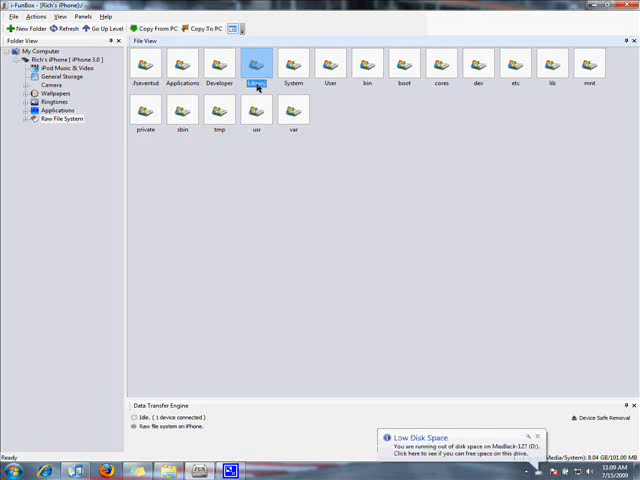 i-FunBox - [Rich's iPhone]:/
File Actions View Panels Help
New Folder Refresh Go Up Level Copy From PC Copy To PC
Folder View
My Computer
Rich's iPhone [ iPhone 3.0 ]
iPod Music & Video
General Storage
Camera
Wallpapers
Ringtones
Applications
Raw File System
File View
.fseventsd Applications Developer Library System User bin boot cores dev etc lib mnt
private sbin tmp usr var
Data Transfer Engine
Idle. ( 1 device connected )
Raw file system on iPhone.
Device Safe Removal
Low Disk Space
You are running out of disk space on MaxBack-127 (D:).
Click here to see if you can free space on this drive.
Ready
Media/System): 8.04 GB/101.00 MB
11:09 AM
7/15/2009